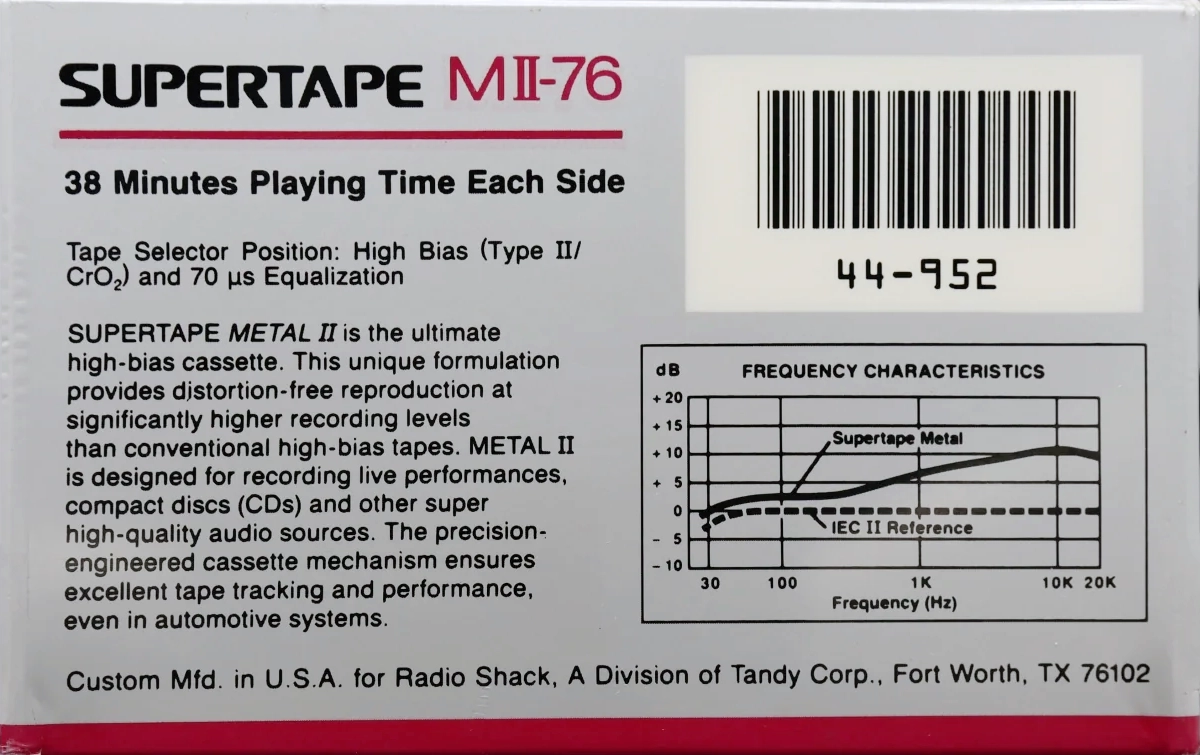 SUPERTAPE MII-76
38 Minutes Playing Time Each Side
Tape Selector Position: High Bias (Type II/
CrO₂) and 70 µs Equalization
SUPERTAPE METAL II is the ultimate
high-bias cassette. This unique formulation
provides distortion-free reproduction at
significantly higher recording levels
than conventional high-bias tapes. METAL II
is designed for recording live performances,
compact discs (CDs) and other super
high-quality audio sources. The precision-
engineered cassette mechanism ensures
excellent tape tracking and performance,
even in automotive systems.
44-952
dB FREQUENCY CHARACTERISTICS
+ 20
+ 15
Supertape Metal
+ 10
+ 5
0
IEC II Reference
- 5
- 10
30 100 1K 10K 20K
Frequency (Hz)
Custom Mfd. in U.S.A. for Radio Shack, A Division of Tandy Corp., Fort Worth, TX 76102